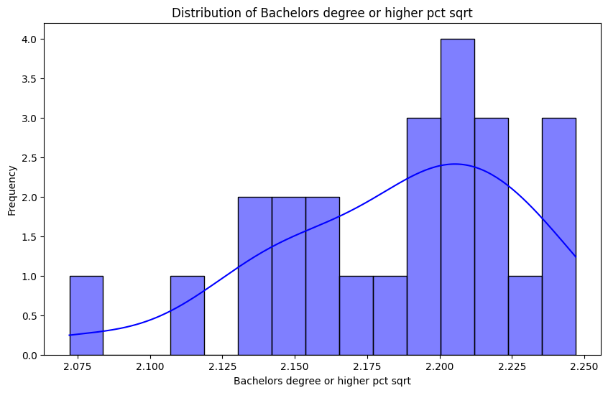 Distribution of Bachelors degree or higher pct sqrt
4.0
3.5
3.0
2.5
2.0
1.5
1.0
0.5
0.0
Frequency
2.075 2.100 2.125 2.150 2.175 2.200 2.225 2.250
Bachelors degree or higher pct sqrt